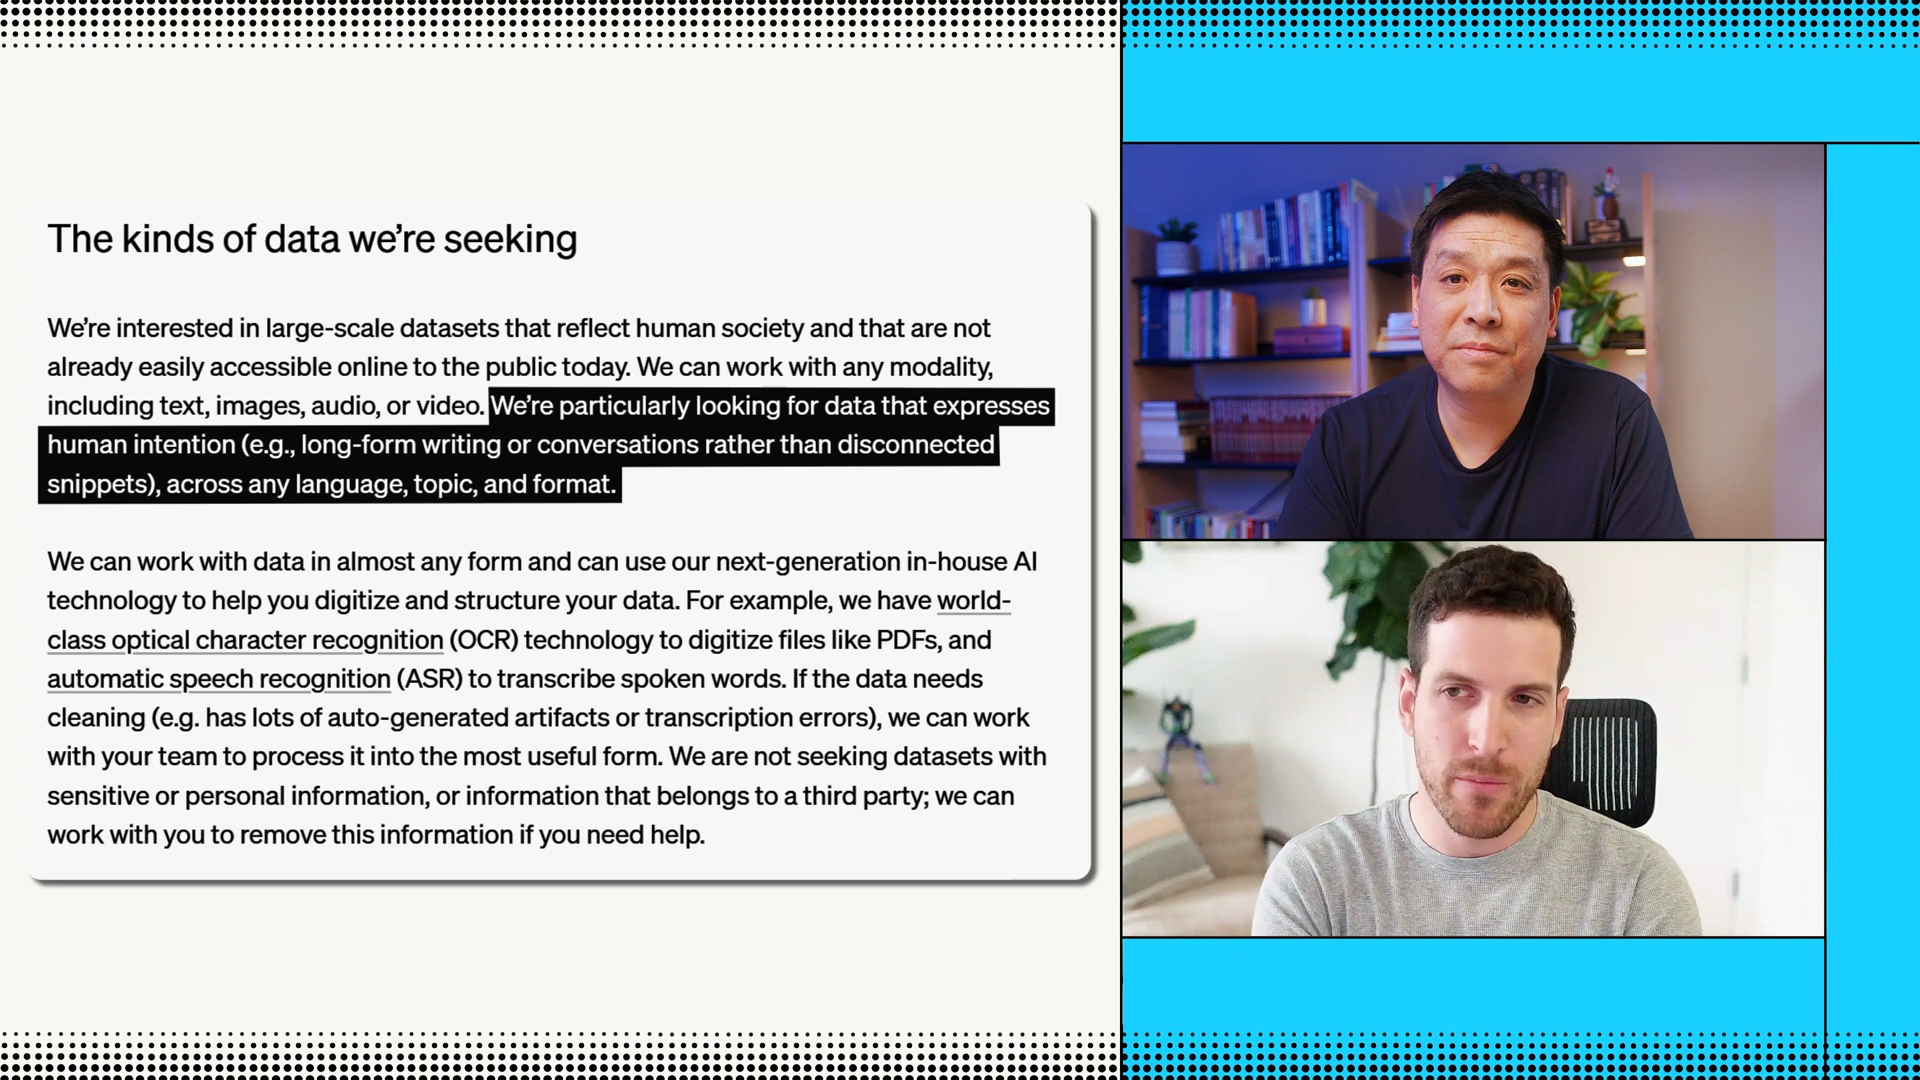 The kinds of data we’re seeking
We’re interested in large-scale datasets that reflect human society and that are not
already easily accessible online to the public today. We can work with any modality,
including text, images, audio, or video. We’re particularly looking for data that expresses
human intention (e.g., long-form writing or conversations rather than disconnected
snippets), across any language, topic, and format.
We can work with data in almost any form and can use our next-generation in-house AI
technology to help you digitize and structure your data. For example, we have world-
class optical character recognition (OCR) technology to digitize files like PDFs, and
automatic speech recognition (ASR) to transcribe spoken words. If the data needs
cleaning (e.g. has lots of auto-generated artifacts or transcription errors), we can work
with your team to process it into the most useful form. We are not seeking datasets with
sensitive or personal information, or information that belongs to a third party; we can
work with you to remove this information if you need help.